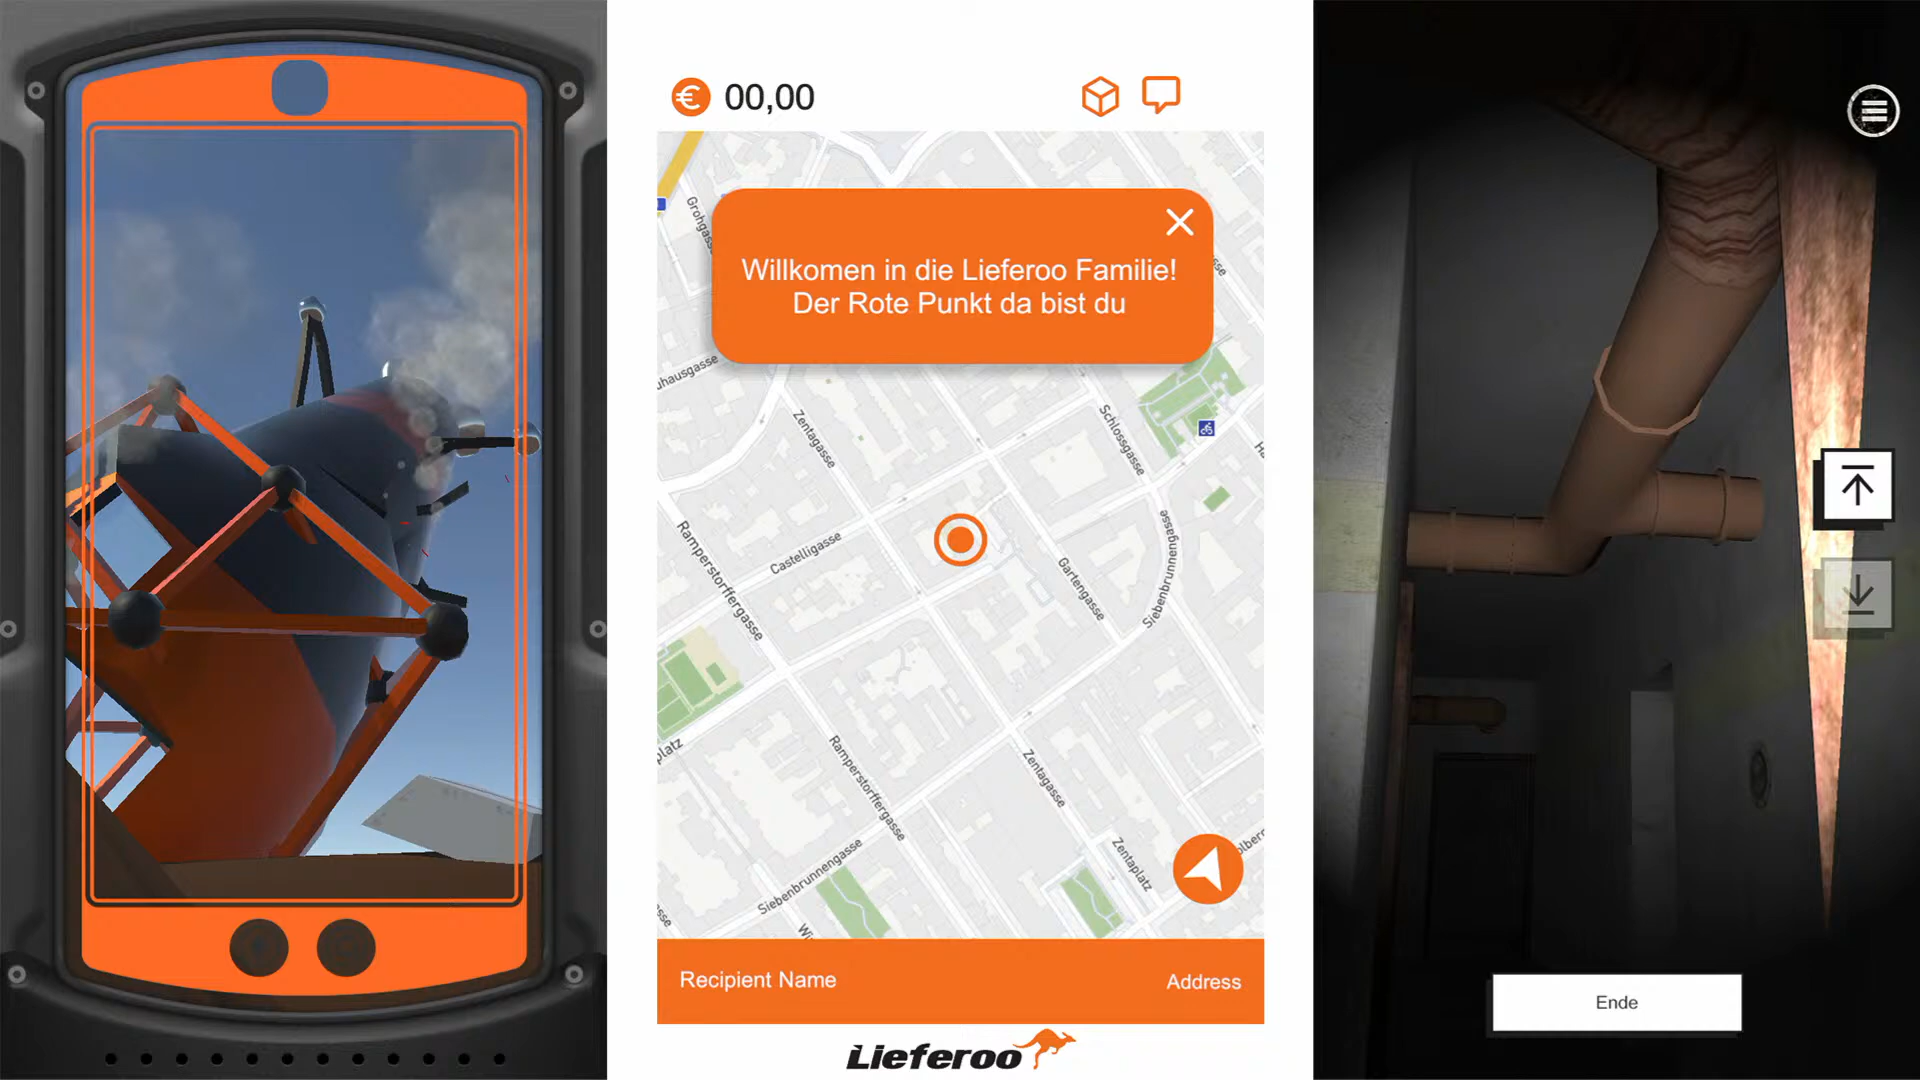 00,00
Willkomen in die Lieferoo Familie!
Der Rote Punkt da bist du
Zentagasse
Schlossgasse
Castelligasse
Ramperstorffergasse
Gartengasse
Siebenbrunnengasse
Ramperstorffergasse
Zentagasse
Siebenbrunnengasse
Zentaplatz
Recipient Name
Address
Lieferoo
Ende